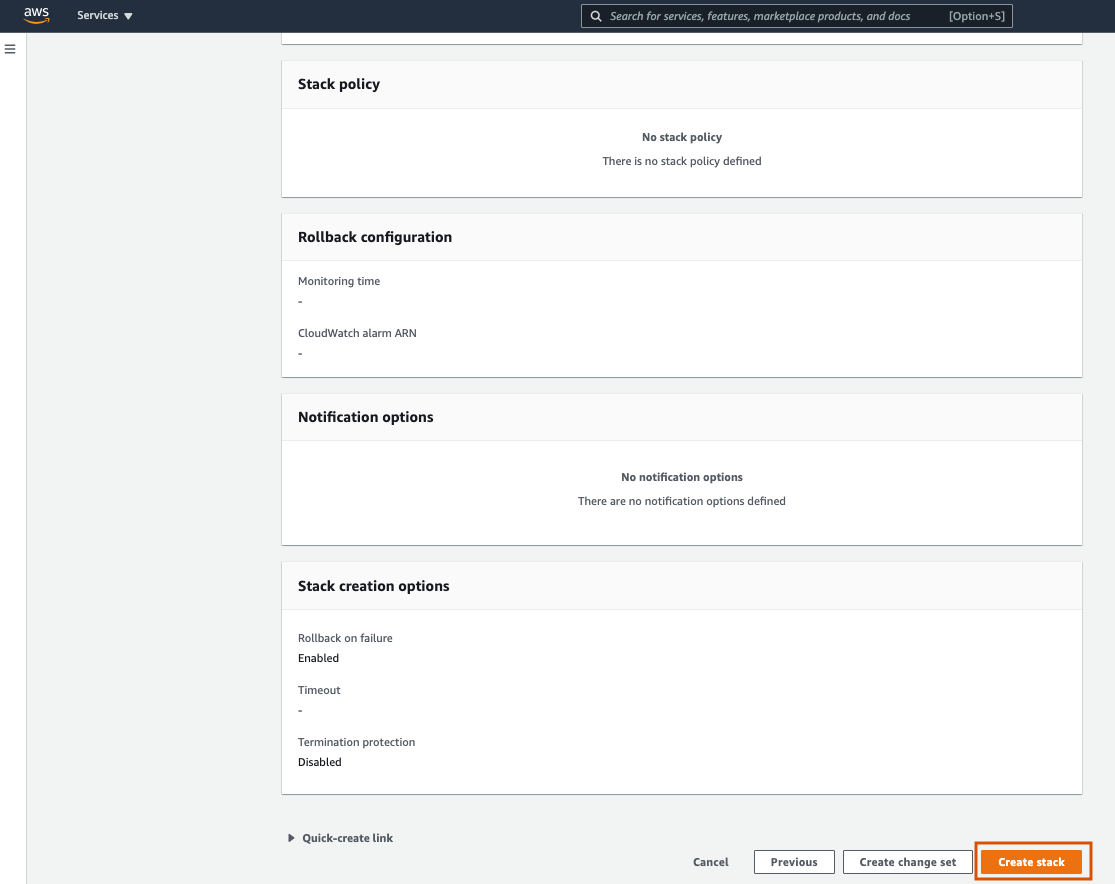 aws
Services
Search for services, features, marketplace products, and docs
[Option+S]
Stack policy
No stack policy
There is no stack policy defined
Rollback configuration
Monitoring time
-
CloudWatch alarm ARN
-
Notification options
No notification options
There are no notification options defined
Stack creation options
Rollback on failure
Enabled
Timeout
-
Termination protection
Disabled
Quick-create link
Cancel
Previous
Create change set
Create stack